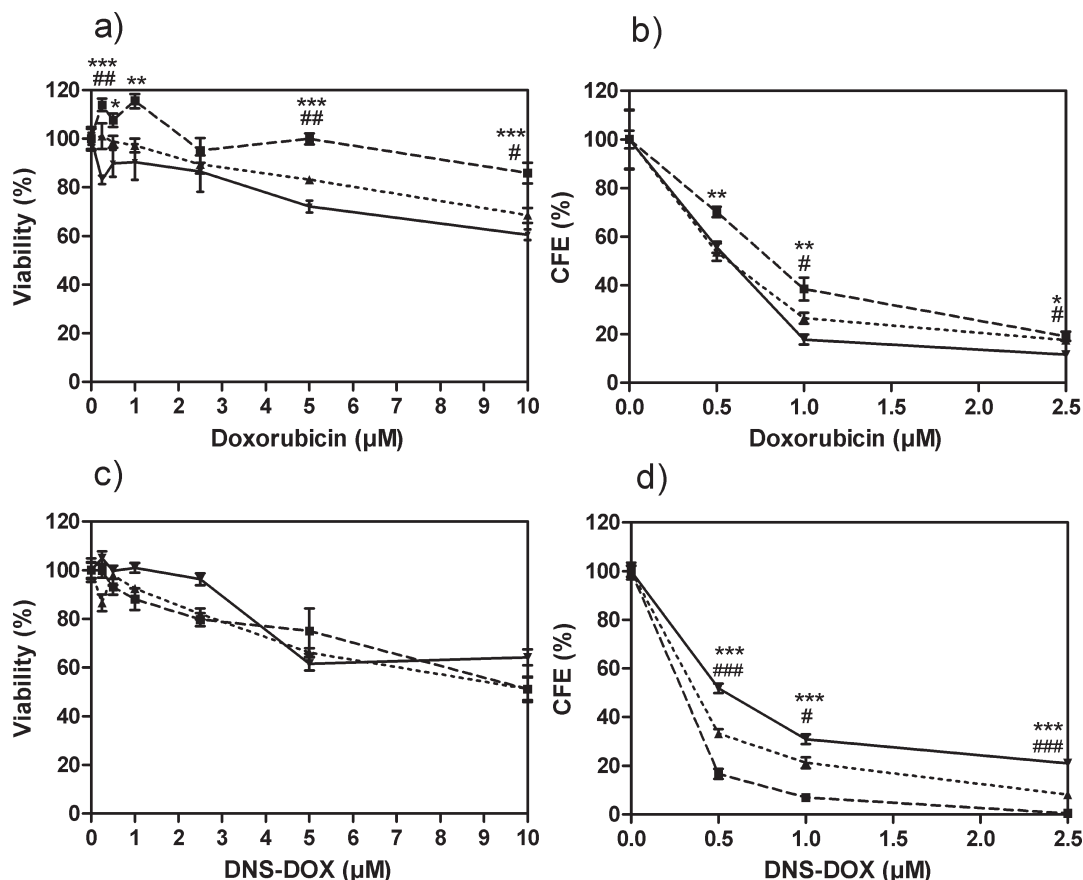 a)
***
## * **
***
##
***
#
120
100
80
60
40
20
0
Viability (%)
0 1 2 3 4 5 6 7 8 9 10
Doxorubicin (µM)
b)
**
**
#
*
#
120
100
80
60
40
20
0
CFE (%)
0.0 0.5 1.0 1.5 2.0 2.5
Doxorubicin (µM)
c)
120
100
80
60
40
20
0
Viability (%)
0 1 2 3 4 5 6 7 8 9 10
DNS-DOX (µM)
d)
***
###
***
#
***
###
120
100
80
60
40
20
0
CFE (%)
0.0 0.5 1.0 1.5 2.0 2.5
DNS-DOX (µM)